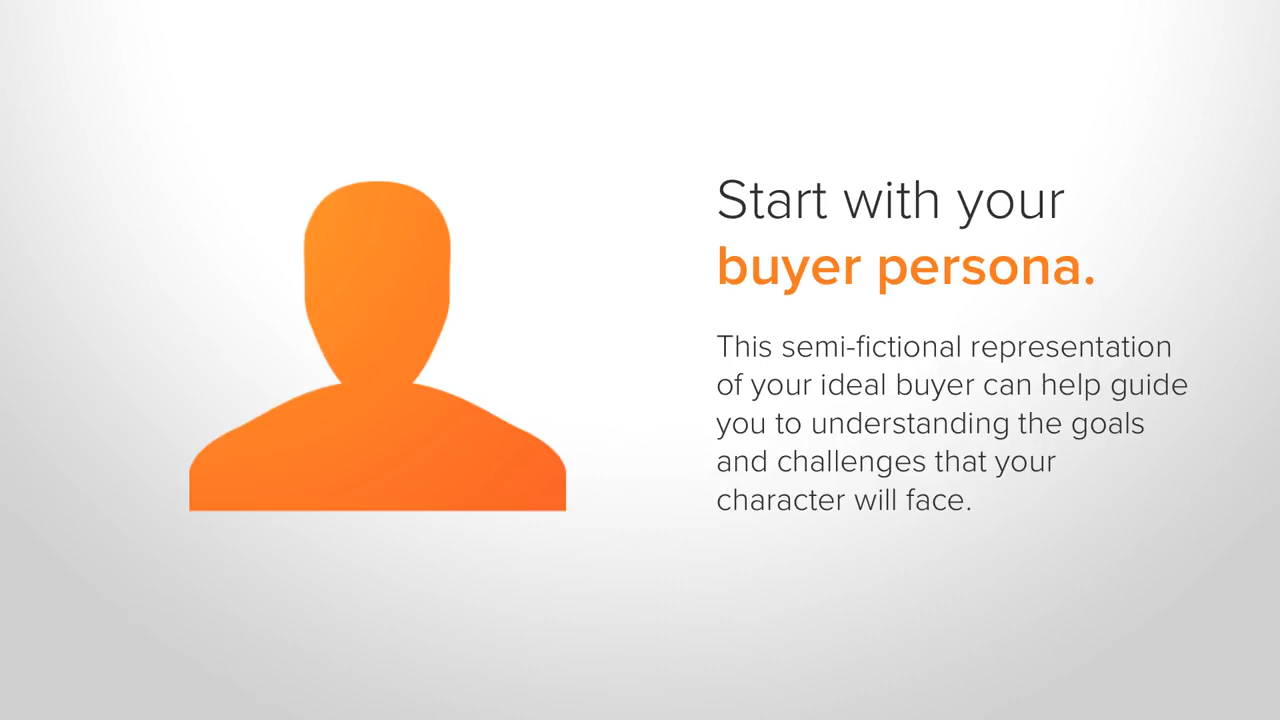 Start with your
buyer persona.
This semi-fictional representation
of your ideal buyer can help guide
you to understanding the goals
and challenges that your
character will face.